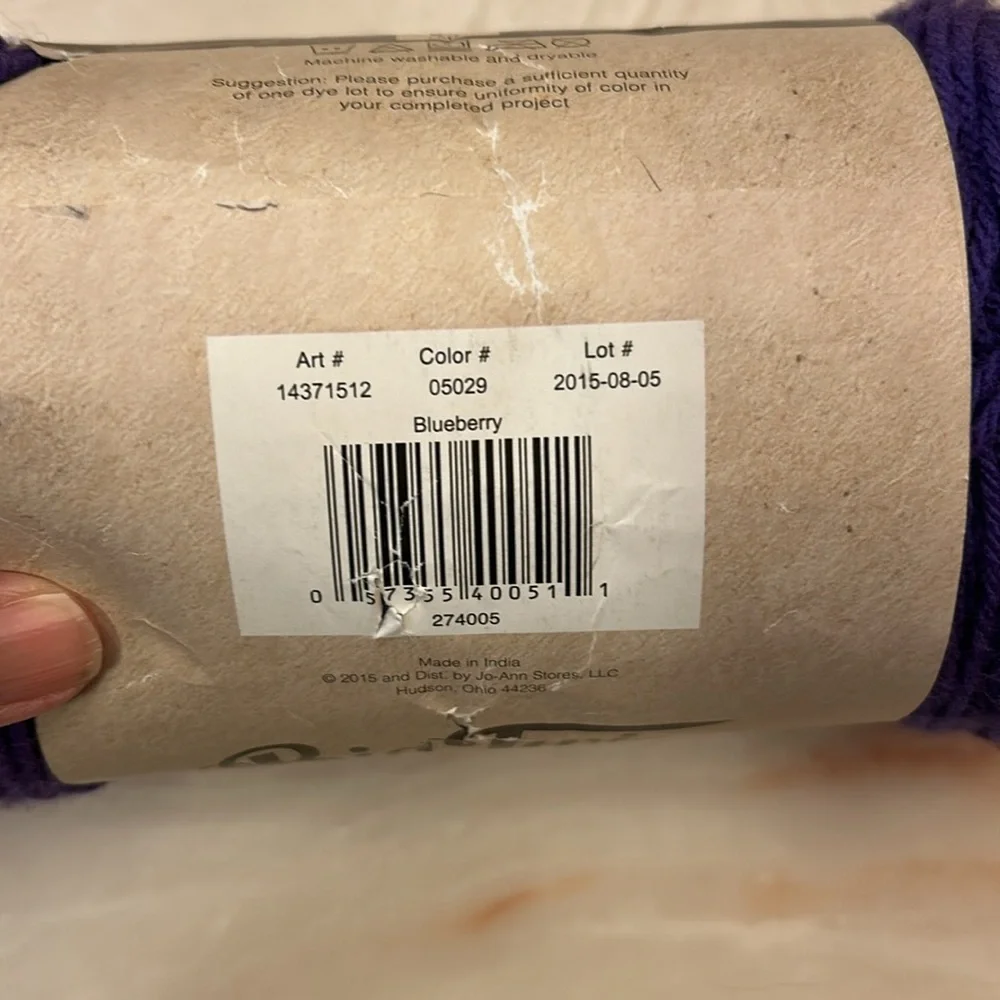 Machine washable and dryable
Suggestion: Please purchase a sufficient quantity
of one dye lot to ensure uniformity of color in
your completed project
Art # Color # Lot #
14371512 05029 2015-08-05
Blueberry
0 57355 40051 1
274005
Made in India
© 2015 and Dist. by Jo-Ann Stores, LLC
Hudson, Ohio 44236